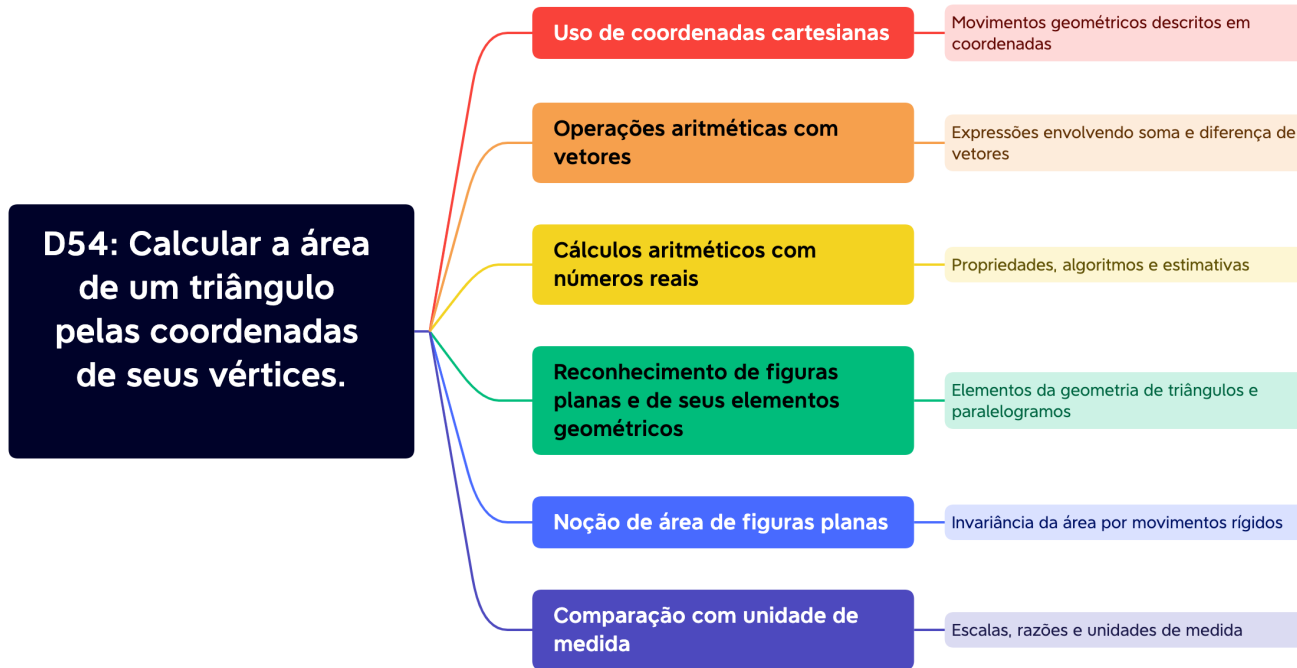 D54: Calcular a área
de um triângulo
pelas coordenadas
de seus vértices.
Uso de coordenadas cartesianas
Movimentos geométricos descritos em
coordenadas
Operações aritméticas com
vetores
Expressões envolvendo soma e diferença de
vetores
Cálculos aritméticos com
números reais
Propriedades, algoritmos e estimativas
Reconhecimento de figuras
planas e de seus elementos
geométricos
Elementos da geometria de triângulos e
paralelogramos
Noção de área de figuras planas
Invariância da área por movimentos rígidos
Comparação com unidade de
medida
Escalas, razões e unidades de medida